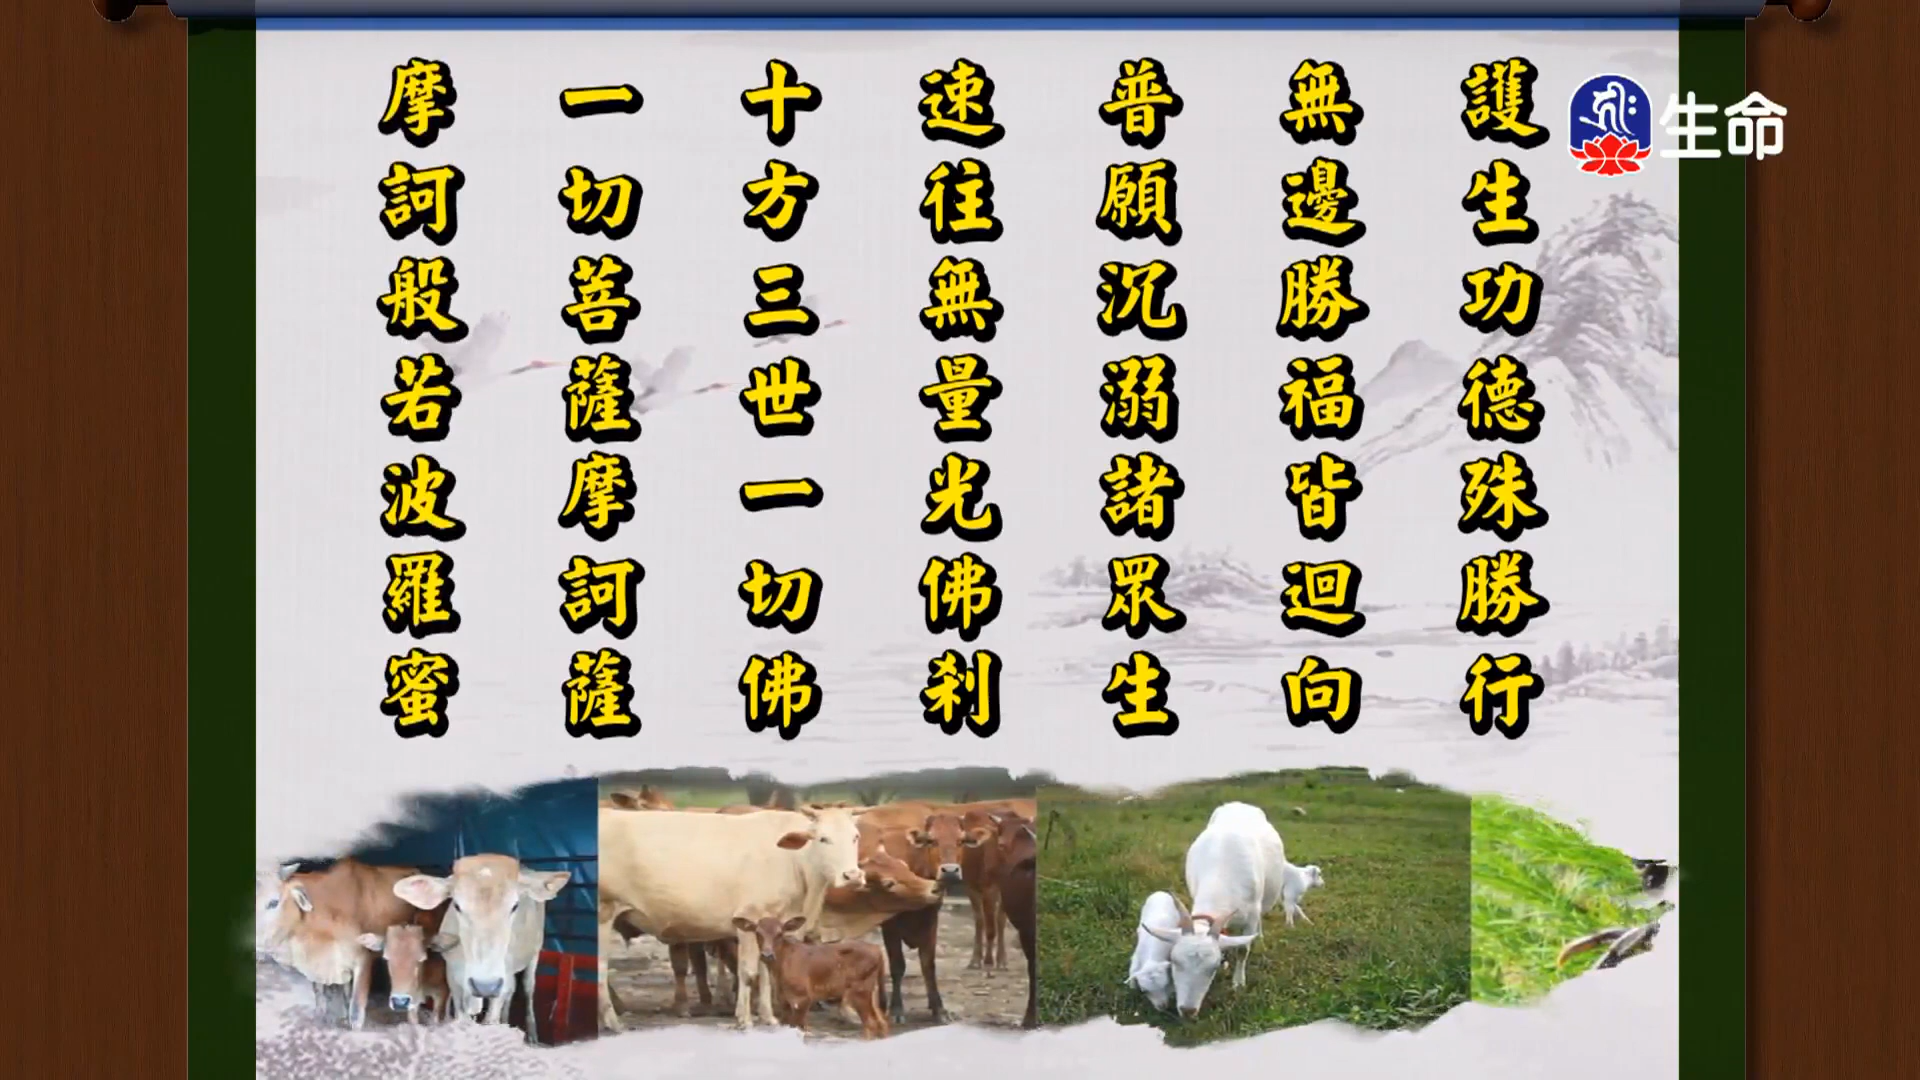 護生功德殊勝行
無邊勝福皆迴向
普願沉溺諸眾生
速往無量光佛剎
十方三世一切佛
一切菩薩摩訶薩
摩訶般若波羅蜜
生命